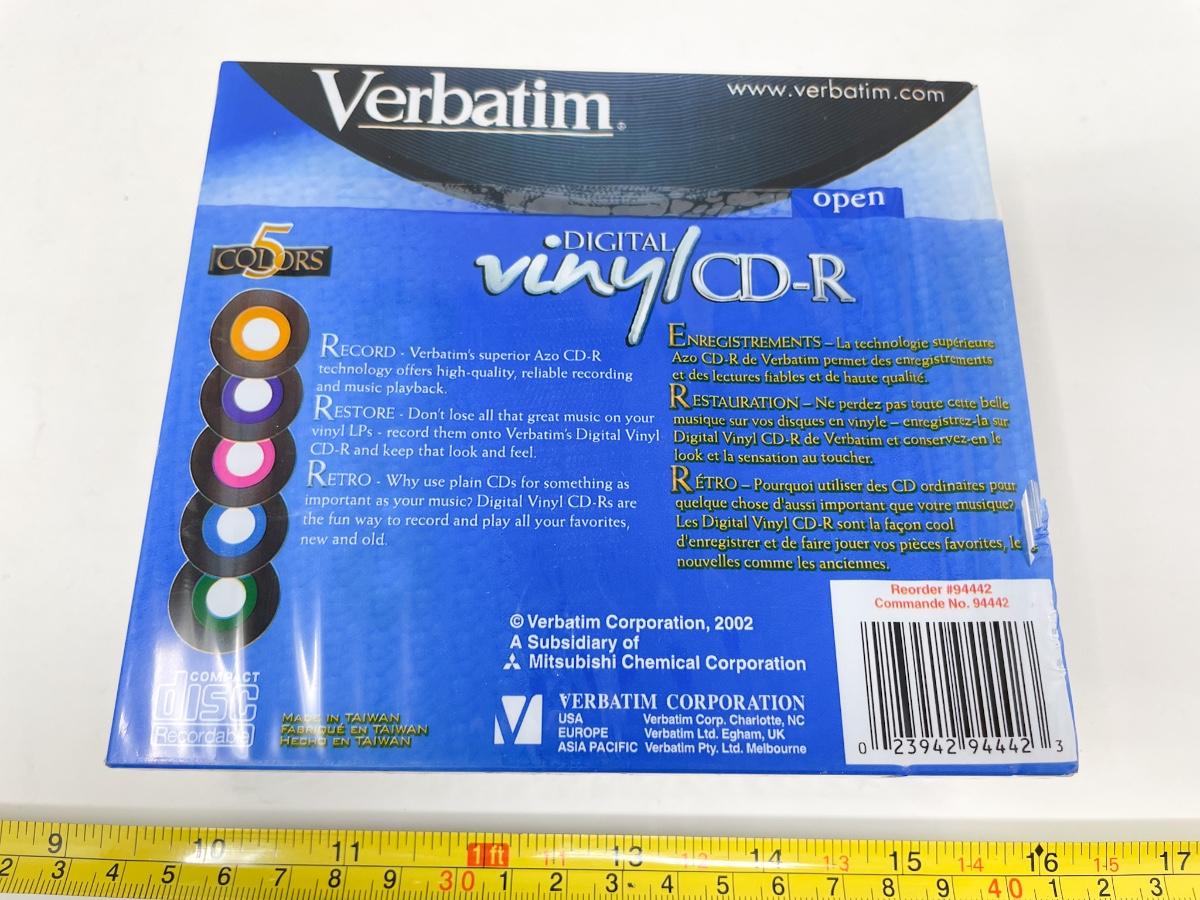 Verbatim®
www.verbatim.com
open
5
COLORS
DIGITAL
vinyl CD-R
RECORD - Verbatim's superior Azo CD-R
technology offers high-quality, reliable recording
and music playback.
RESTORE - Don't lose all that great music on your
vinyl LPs - record them onto Verbatim's Digital Vinyl
CD-R and keep that look and feel.
RETRO - Why use plain CDs for something as
important as your music? Digital Vinyl CD-Rs are
the fun way to record and play all your favorites,
new and old.
ENREGISTREMENTS – La technologie supérieure
Azo CD-R de Verbatim permet des enregistrements
et des lectures fiables et de haute qualité.
RESTAURATION – Ne perdez pas toute cette belle
musique sur vos disques en vinyle – enregistrez-la sur
Digital Vinyl CD-R de Verbatim et conservez-en le
look et la sensation au toucher.
RÉTRO – Pourquoi utiliser des CD ordinaires pour
quelque chose d'aussi important que votre musique?
Les Digital Vinyl CD-R sont la façon cool
d'enregistrer et de faire jouer vos pièces favorites, le
nouvelles comme les anciennes.
Reorder #94442
Commande No. 94442
0 23942 94442 3
© Verbatim Corporation, 2002
A Subsidiary of
Mitsubishi Chemical Corporation
VERBATIM CORPORATION
USA Verbatim Corp. Charlotte, NC
EUROPE Verbatim Ltd. Egham, UK
ASIA PACIFIC Verbatim Pty. Ltd. Melbourne
COMPACT
disc
Recordable
MADE IN TAIWAN
FABRIQUÉ EN TAIWAN
HECHO EN TAIWAN
9 10 11 1ft 1-1 13 1-2 14 1-3 15 1-4 16 1-5 17
2 3 4 5 6 7 8 9 30 1 2 3 4 5 6 7 8 9 40 1 2 3